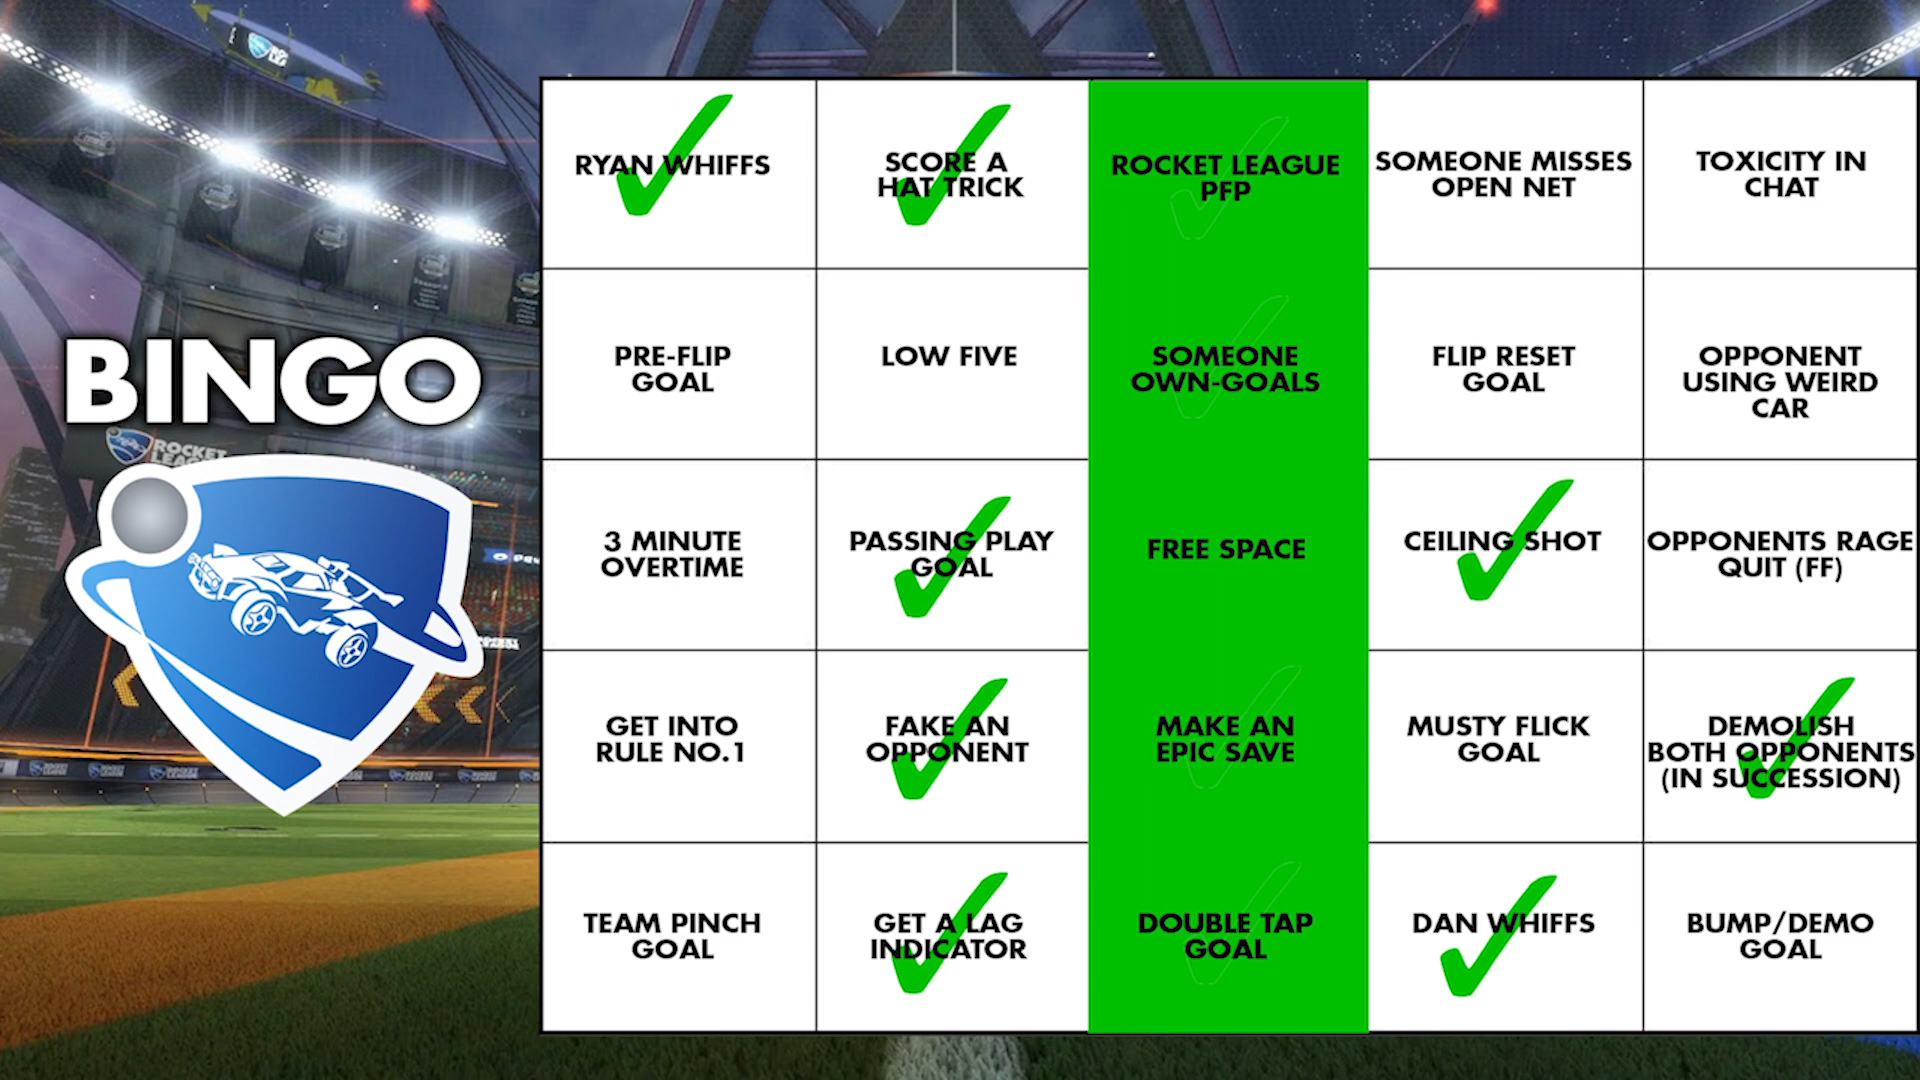 BINGO
ROCKET
RYAN WHIFFS
SCORE A
HAT TRICK
ROCKET LEAGUE
PFP
SOMEONE MISSES
OPEN NET
TOXICITY IN
CHAT
PRE-FLIP
GOAL
LOW FIVE
SOMEONE
OWN-GOALS
FLIP RESET
GOAL
OPPONENT
USING WEIRD
CAR
3 MINUTE
OVERTIME
PASSING PLAY
GOAL
FREE SPACE
CEILING SHOT
OPPONENTS RAGE
QUIT (FF)
GET INTO
RULE NO.1
FAKE AN
OPPONENT
MAKE AN
EPIC SAVE
MUSTY FLICK
GOAL
DEMOLISH
BOTH OPPONENTS
(IN SUCCESSION)
TEAM PINCH
GOAL
GET A LAG
INDICATOR
DOUBLE TAP
GOAL
DAN WHIFFS
BUMP/DEMO
GOAL